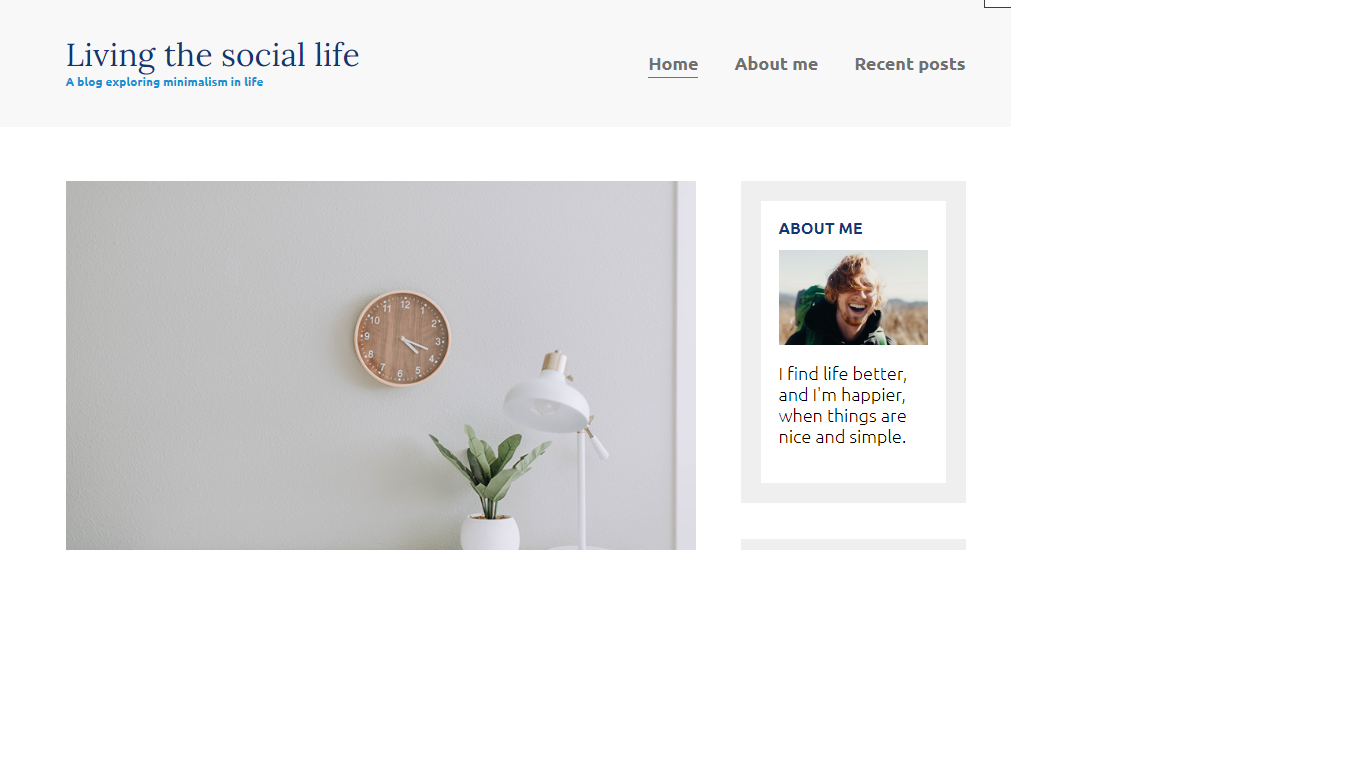 Living the social life
A blog exploring minimalism in life
Home About me Recent posts
12
11 1
10 2
9 3
8 4
7 5
6
ABOUT ME
I find life better,
and I'm happier,
when things are
nice and simple.